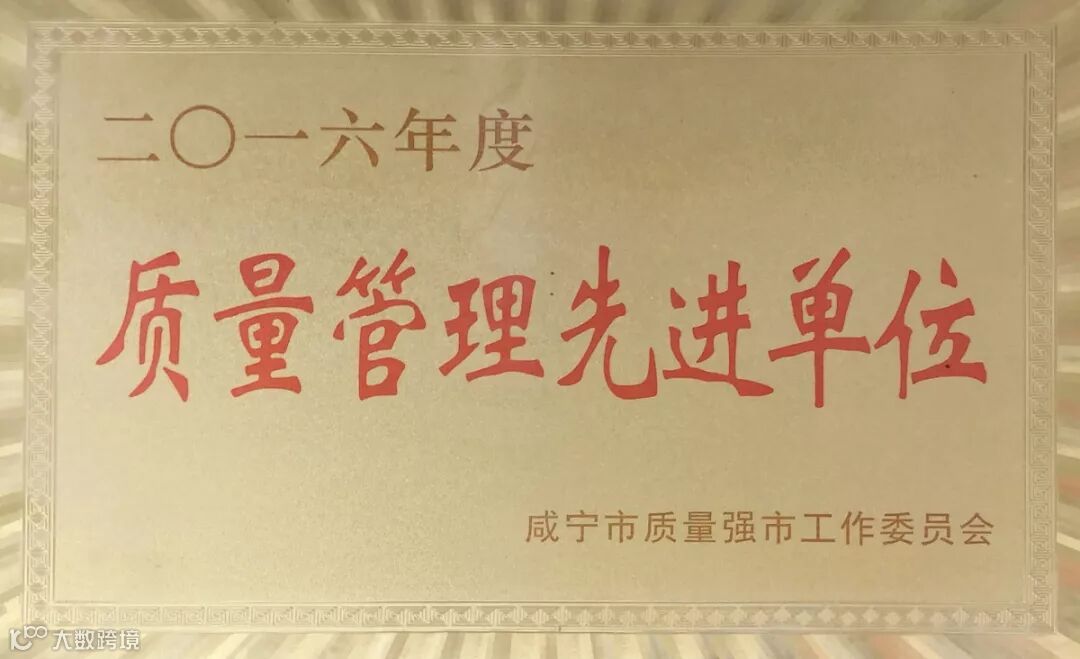 二〇一六年度
质量管理先进单位
咸宁市质量强市工作委员会
大数跨境